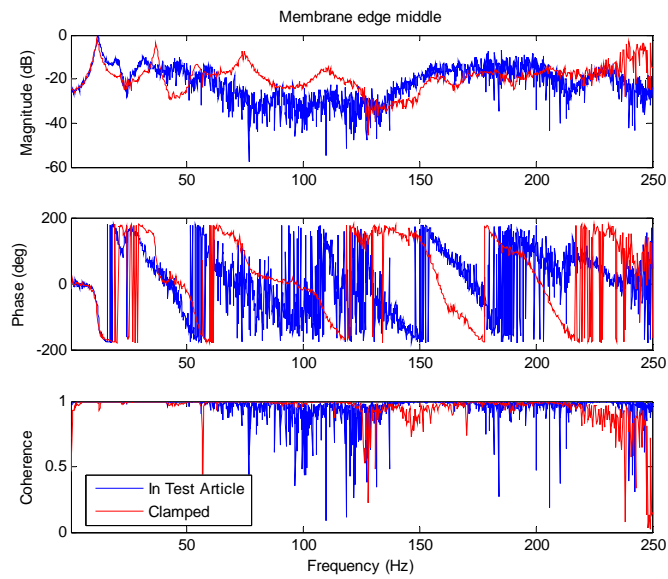 Membrane edge middle
Magnitude (dB)
0
-20
-40
-60
50 100 150 200 250
Phase (deg)
200
0
-200
50 100 150 200 250
Coherence
1
0.5
0
In Test Article
Clamped
50 100 150 200 250
Frequency (Hz)